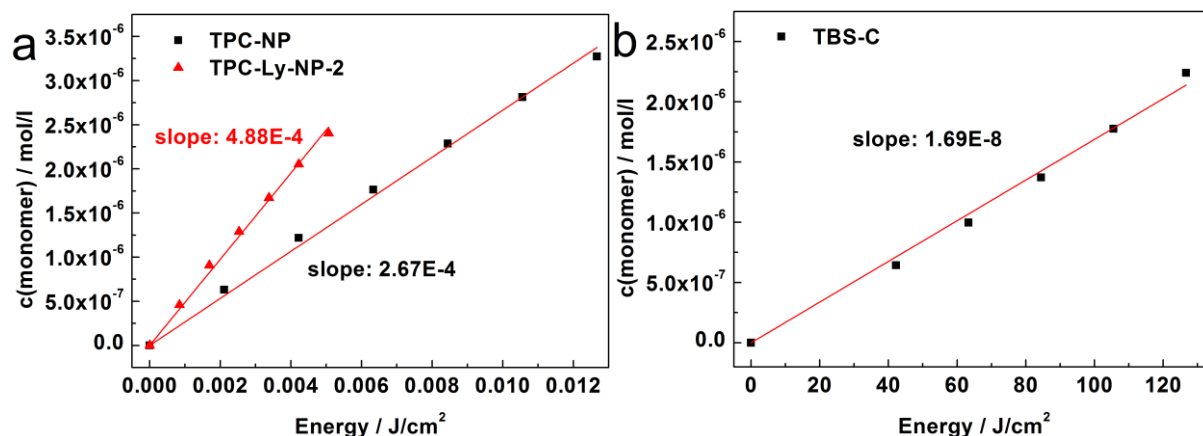 a
TPC-NP
TPC-Ly-NP-2
slope: 4.88E-4
slope: 2.67E-4
c(monomer) / mol/l
3.5x10⁻⁶
3.0x10⁻⁶
2.5x10⁻⁶
2.0x10⁻⁶
1.5x10⁻⁶
1.0x10⁻⁶
5.0x10⁻⁷
0.0
0.000 0.002 0.004 0.006 0.008 0.010 0.012
Energy / J/cm²
b
TBS-C
slope: 1.69E-8
c(monomer) / mol/l
2.5x10⁻⁶
2.0x10⁻⁶
1.5x10⁻⁶
1.0x10⁻⁶
5.0x10⁻⁷
0.0
0 20 40 60 80 100 120
Energy / J/cm²